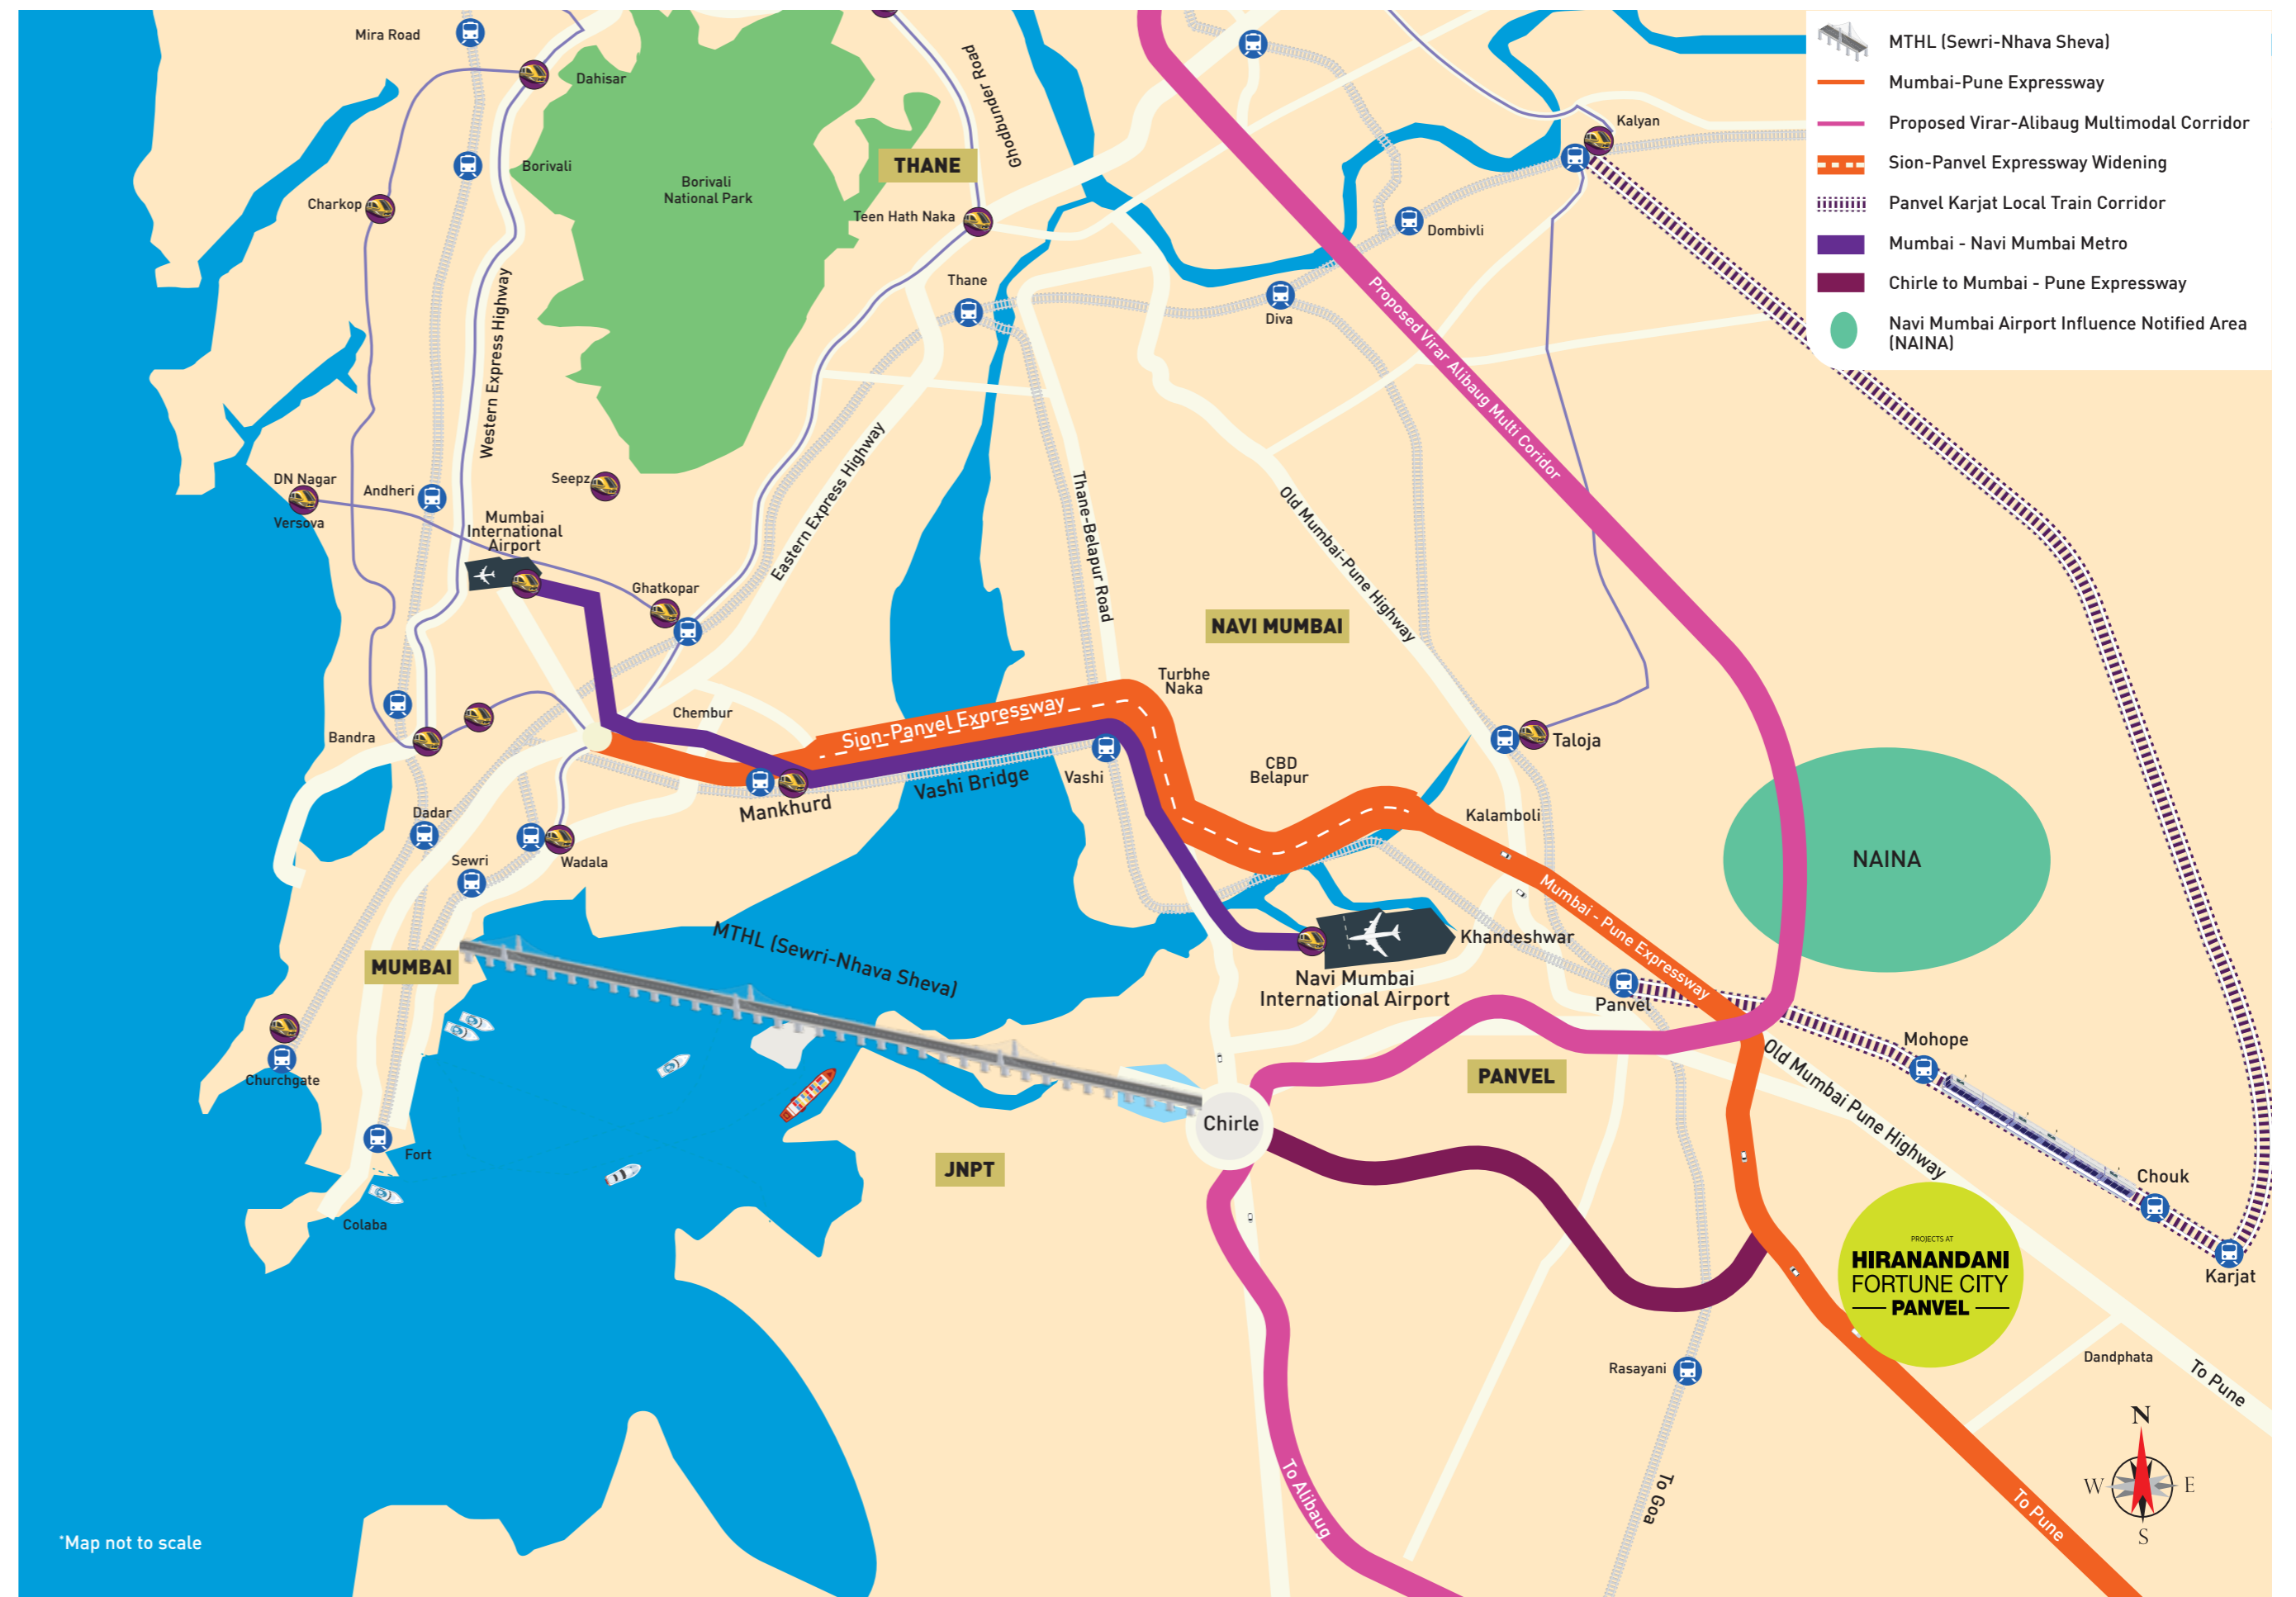 MTHL (Sewri-Nhava Sheva)
Mumbai-Pune Expressway
Proposed Virar-Alibaug Multimodal Corridor
Sion-Panvel Expressway Widening
Panvel Karjat Local Train Corridor
Mumbai - Navi Mumbai Metro
Chirle to Mumbai - Pune Expressway
Navi Mumbai Airport Influence Notified Area
(NAINA)
Mira Road
Dahisar
Ghodbunder Road
Kalyan
Borivali
Borivali
National Park
THANE
Charkop
Teen Hath Naka
Dombivli
Thane
Diva
Proposed Virar Alibaug Multi Coridor
Western Express Highway
Eastern Express Highway
Thane-Belapur Road
Old Mumbai-Pune Highway
DN Nagar
Versova
Andheri
Seepz
Mumbai
International
Airport
Ghatkopar
NAVI MUMBAI
Turbhe
Naka
Chembur
Sion-Panvel Expressway
Bandra
Taloja
Vashi
Vashi Bridge
CBD
Belapur
Mankhurd
Kalamboli
Dadar
Sewri
Wadala
NAINA
Mumbai - Pune Expressway
MTHL (Sewri-Nhava Sheva)
MUMBAI
Khandeshwar
Navi Mumbai
International Airport
Panvel
Mohope
Old Mumbai Pune Highway
Churchgate
PANVEL
Chirle
Fort
JNPT
Chouk
Colaba
Karjat
PROJECTS AT
HIRANANDANI
FORTUNE CITY
PANVEL
Rasayani
Dandphata
To Pune
To Alibaug
To Goa
To Pune
N
W
E
S
*Map not to scale